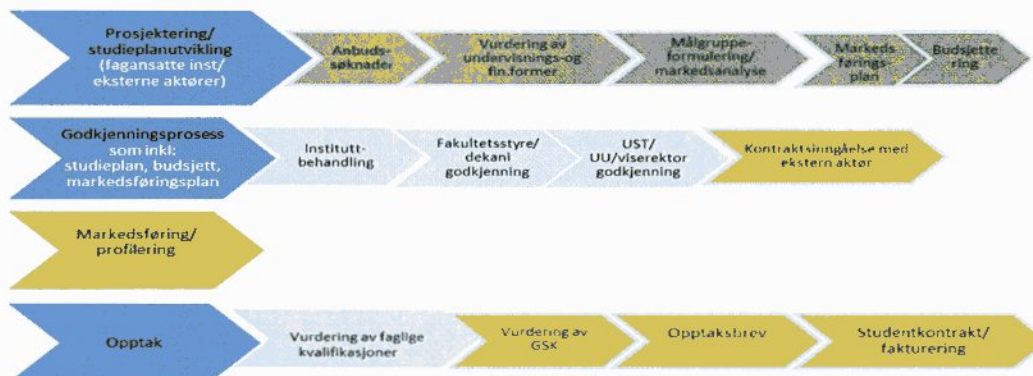 Prosjektering/
studieplanutvikling
(fagansatte inst/
eksterne aktører)
Anbuds-
søknader
Vurdering av
undervisnings-og
fin.former
Målgruppe-
formulering/
markedsanalyse
Markeds
førings
plan
Budsjette
ring
Godkjenningsprosess
som inkl:
studieplan, budsjett,
markedsføringsplan
Institutt-
behandling
Fakultetsstyre/
dekani
godkjenning
UST/
UU/viserektor
godkjenning
Kontraktsinngåelse med
ekstern aktør
Markedsføring/
profilering
Opptak
Vurdering av faglige
kvalifikasjoner
Vurdering av
GSK
Opptaksbrev
Studentkontrakt/
fakturering